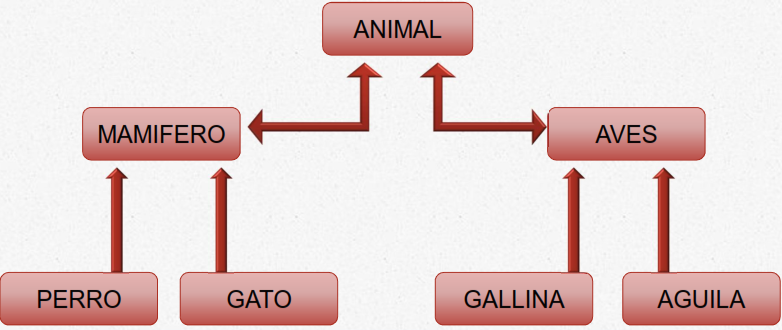 ANIMAL
MAMIFERO
AVES
PERRO
GATO
GALLINA
AGUILA